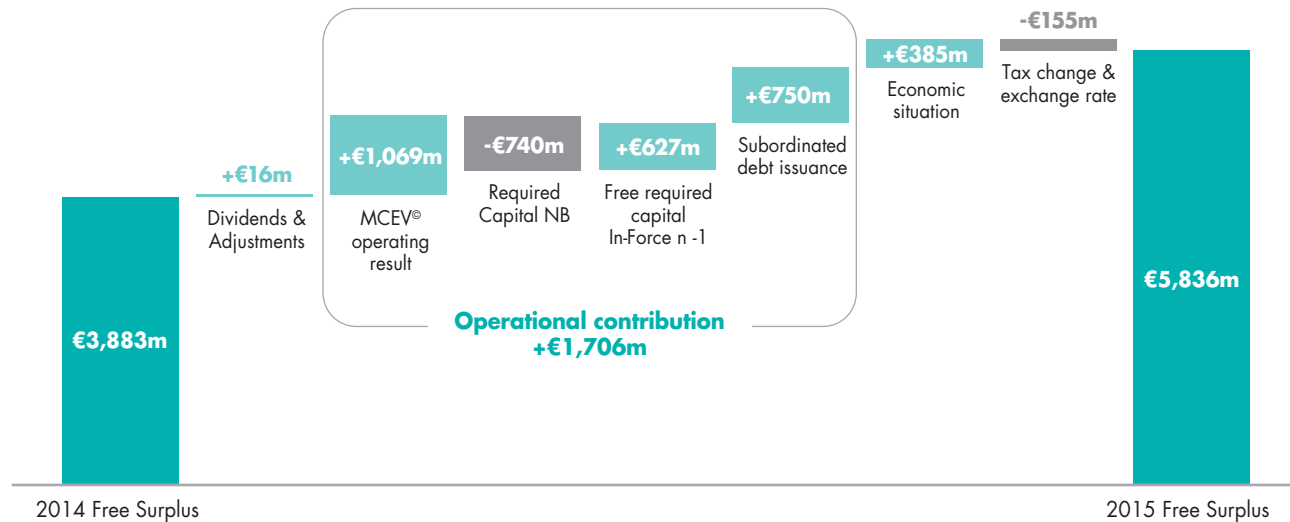 €3,883m
2014 Free Surplus
+€16m
Dividends &
Adjustments
+€1,069m
MCEV©
operating
result
-€740m
Required
Capital NB
+€627m
Free required
capital
In-Force n -1
+€750m
Subordinated
debt issuance
Operational contribution
+€1,706m
+€385m
Economic
situation
-€155m
Tax change &
exchange rate
€5,836m
2015 Free Surplus